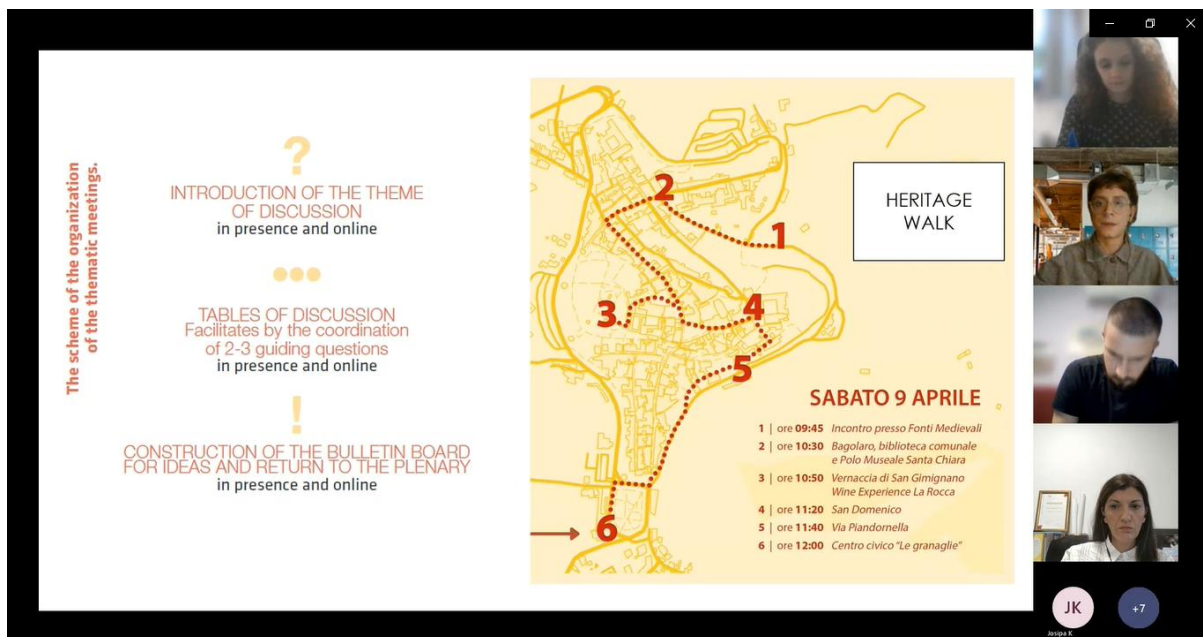 The scheme of the organization
of the thematic meetings.
?
INTRODUCTION OF THE THEME
OF DISCUSSION
in presence and online
TABLES OF DISCUSSION
Facilitates by the coordination
of 2-3 guiding questions
in presence and online
!
CONSTRUCTION OF THE BULLETIN BOARD
FOR IDEAS AND RETURN TO THE PLENARY
in presence and online
HERITAGE
WALK
2
1
3
4
5
6
SABATO 9 APRILE
1 | ore 09:45 Incontro presso Fonti Medievali
2 | ore 10:30 Bagolaro, biblioteca comunale
e Polo Museale Santa Chiara
3 | ore 10:50 Vernaccia di San Gimignano
Wine Experience La Rocca
4 | ore 11:20 San Domenico
5 | ore 11:40 Via Piandornella
6 | ore 12:00 Centro civico "Le granaglie"
JK
+7
Josipa K